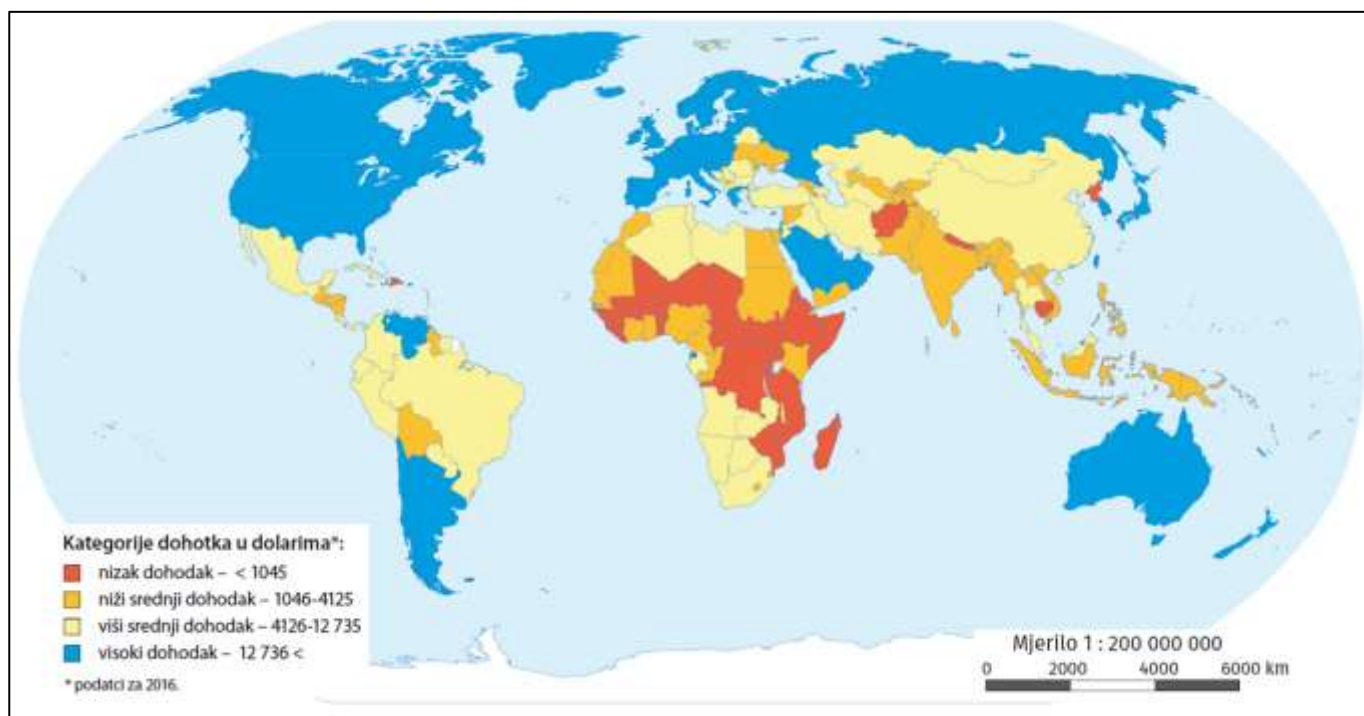 Kategorije dohotka u dolarima*:
nizak dohodak – < 1045
niži srednji dohodak – 1046-4125
viši srednji dohodak – 4126-12 735
visoki dohodak – 12 736 <
* podatci za 2016.
Mjerilo 1 : 200 000 000
0 2000 4000 6000 km